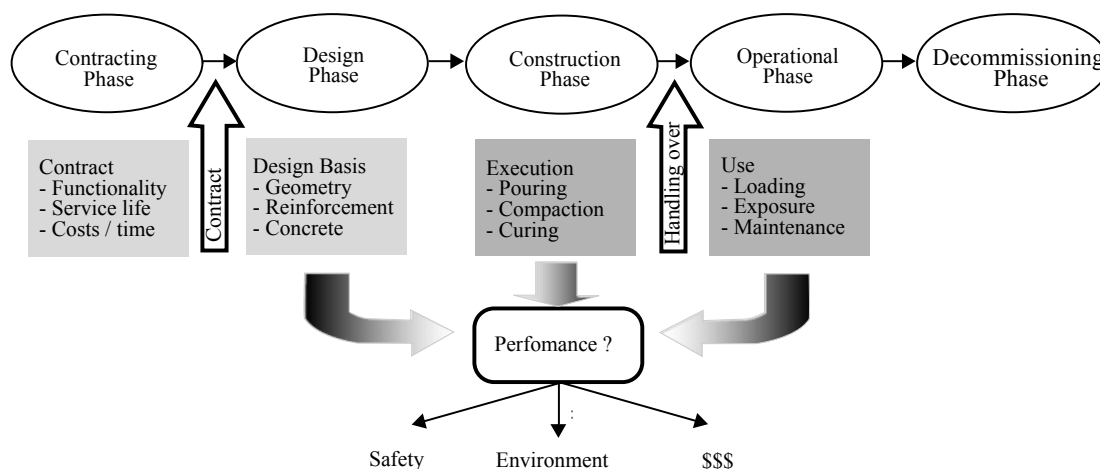 Contracting
Phase
Design
Phase
Construction
Phase
Operational
Phase
Decommissioning
Phase
Contract
- Functionality
- Service life
- Costs / time
Contract
Design Basis
- Geometry
- Reinforcement
- Concrete
Execution
- Pouring
- Compaction
- Curing
Handling over
Use
- Loading
- Exposure
- Maintenance
Perfomance ?
:
Safety
Environment
$$$